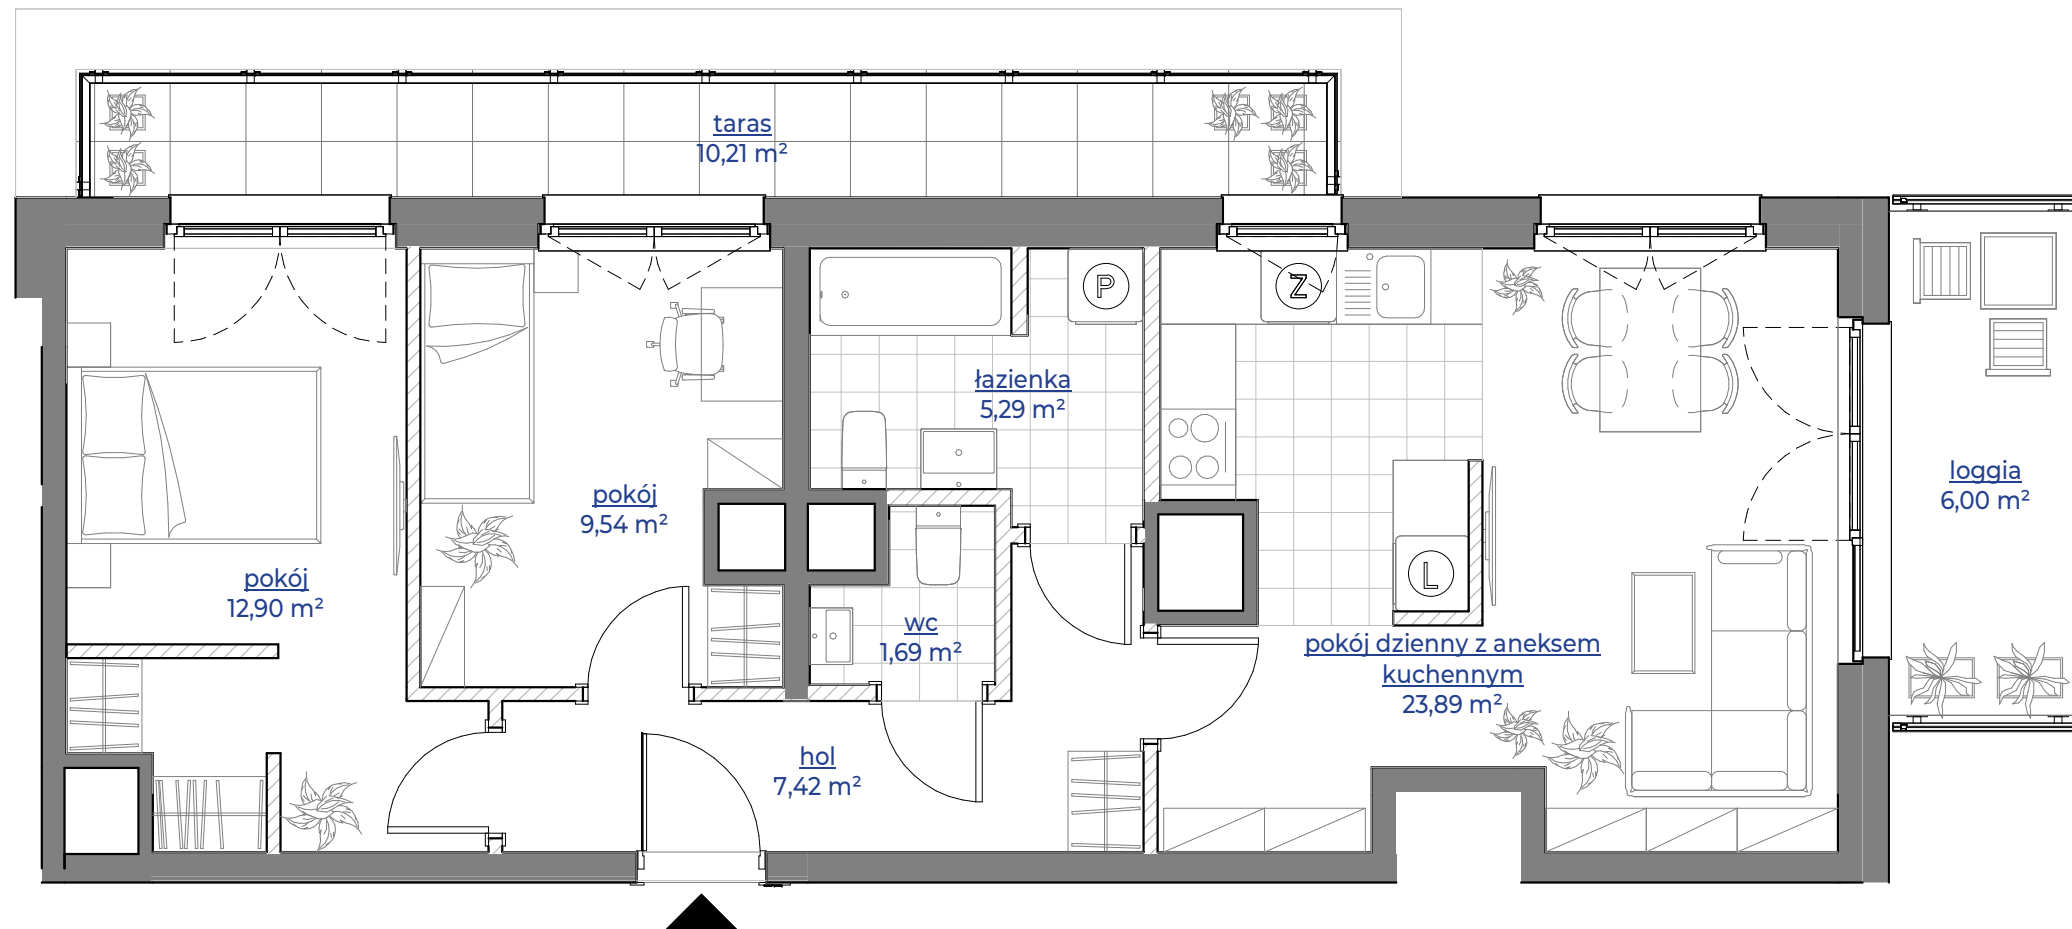 taras
10,21 m²
P
Z
łazienka
5,29 m²
loggia
6,00 m²
pokój
9,54 m²
pokój
12,90 m²
L
wc
1,69 m²
pokój dzienny z aneksem
kuchennym
23,89 m²
hol
7,42 m²